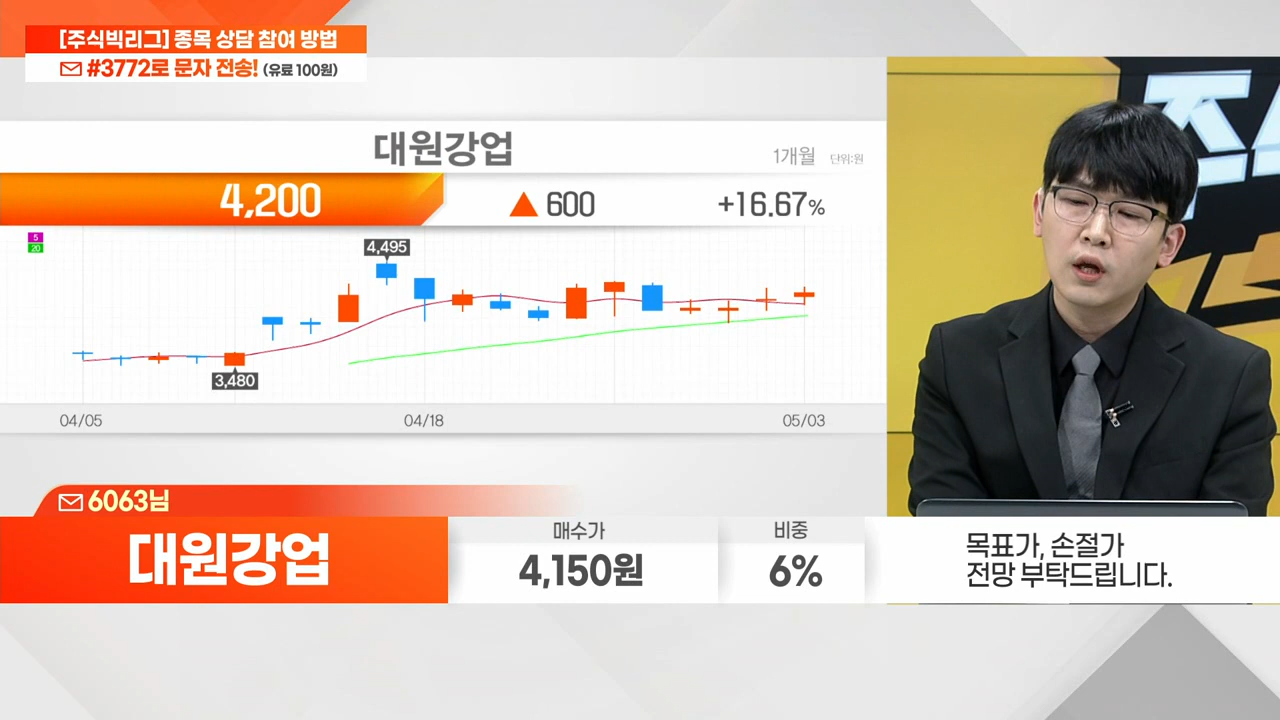 [주식빅리그] 종목 상담 참여 방법
#3772로 문자 전송! (유료 100원)
대원강업
1개월 단위:원
4,200 ▲ 600 +16.67%
5
20
4,495
3,480
04/05 04/18 05/03
6063님
대원강업
매수가
4,150원
비중
6%
목표가, 손절가
전망 부탁드립니다.